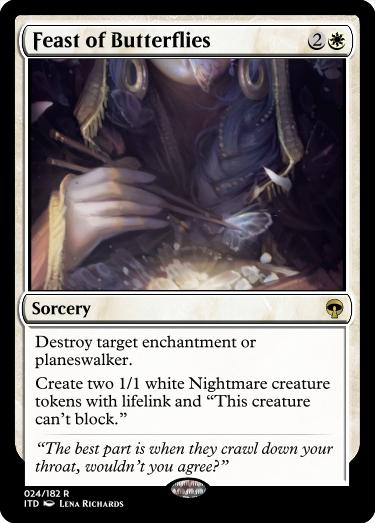 Feast of Butterflies 2
Sorcery
Destroy target enchantment or
planeswalker.
Create two 1/1 white Nightmare creature
tokens with lifelink and “This creature
can’t block.”
“The best part is when they crawl down your
throat, wouldn’t you agree?”
024/182 R
ITD LENA RICHARDS